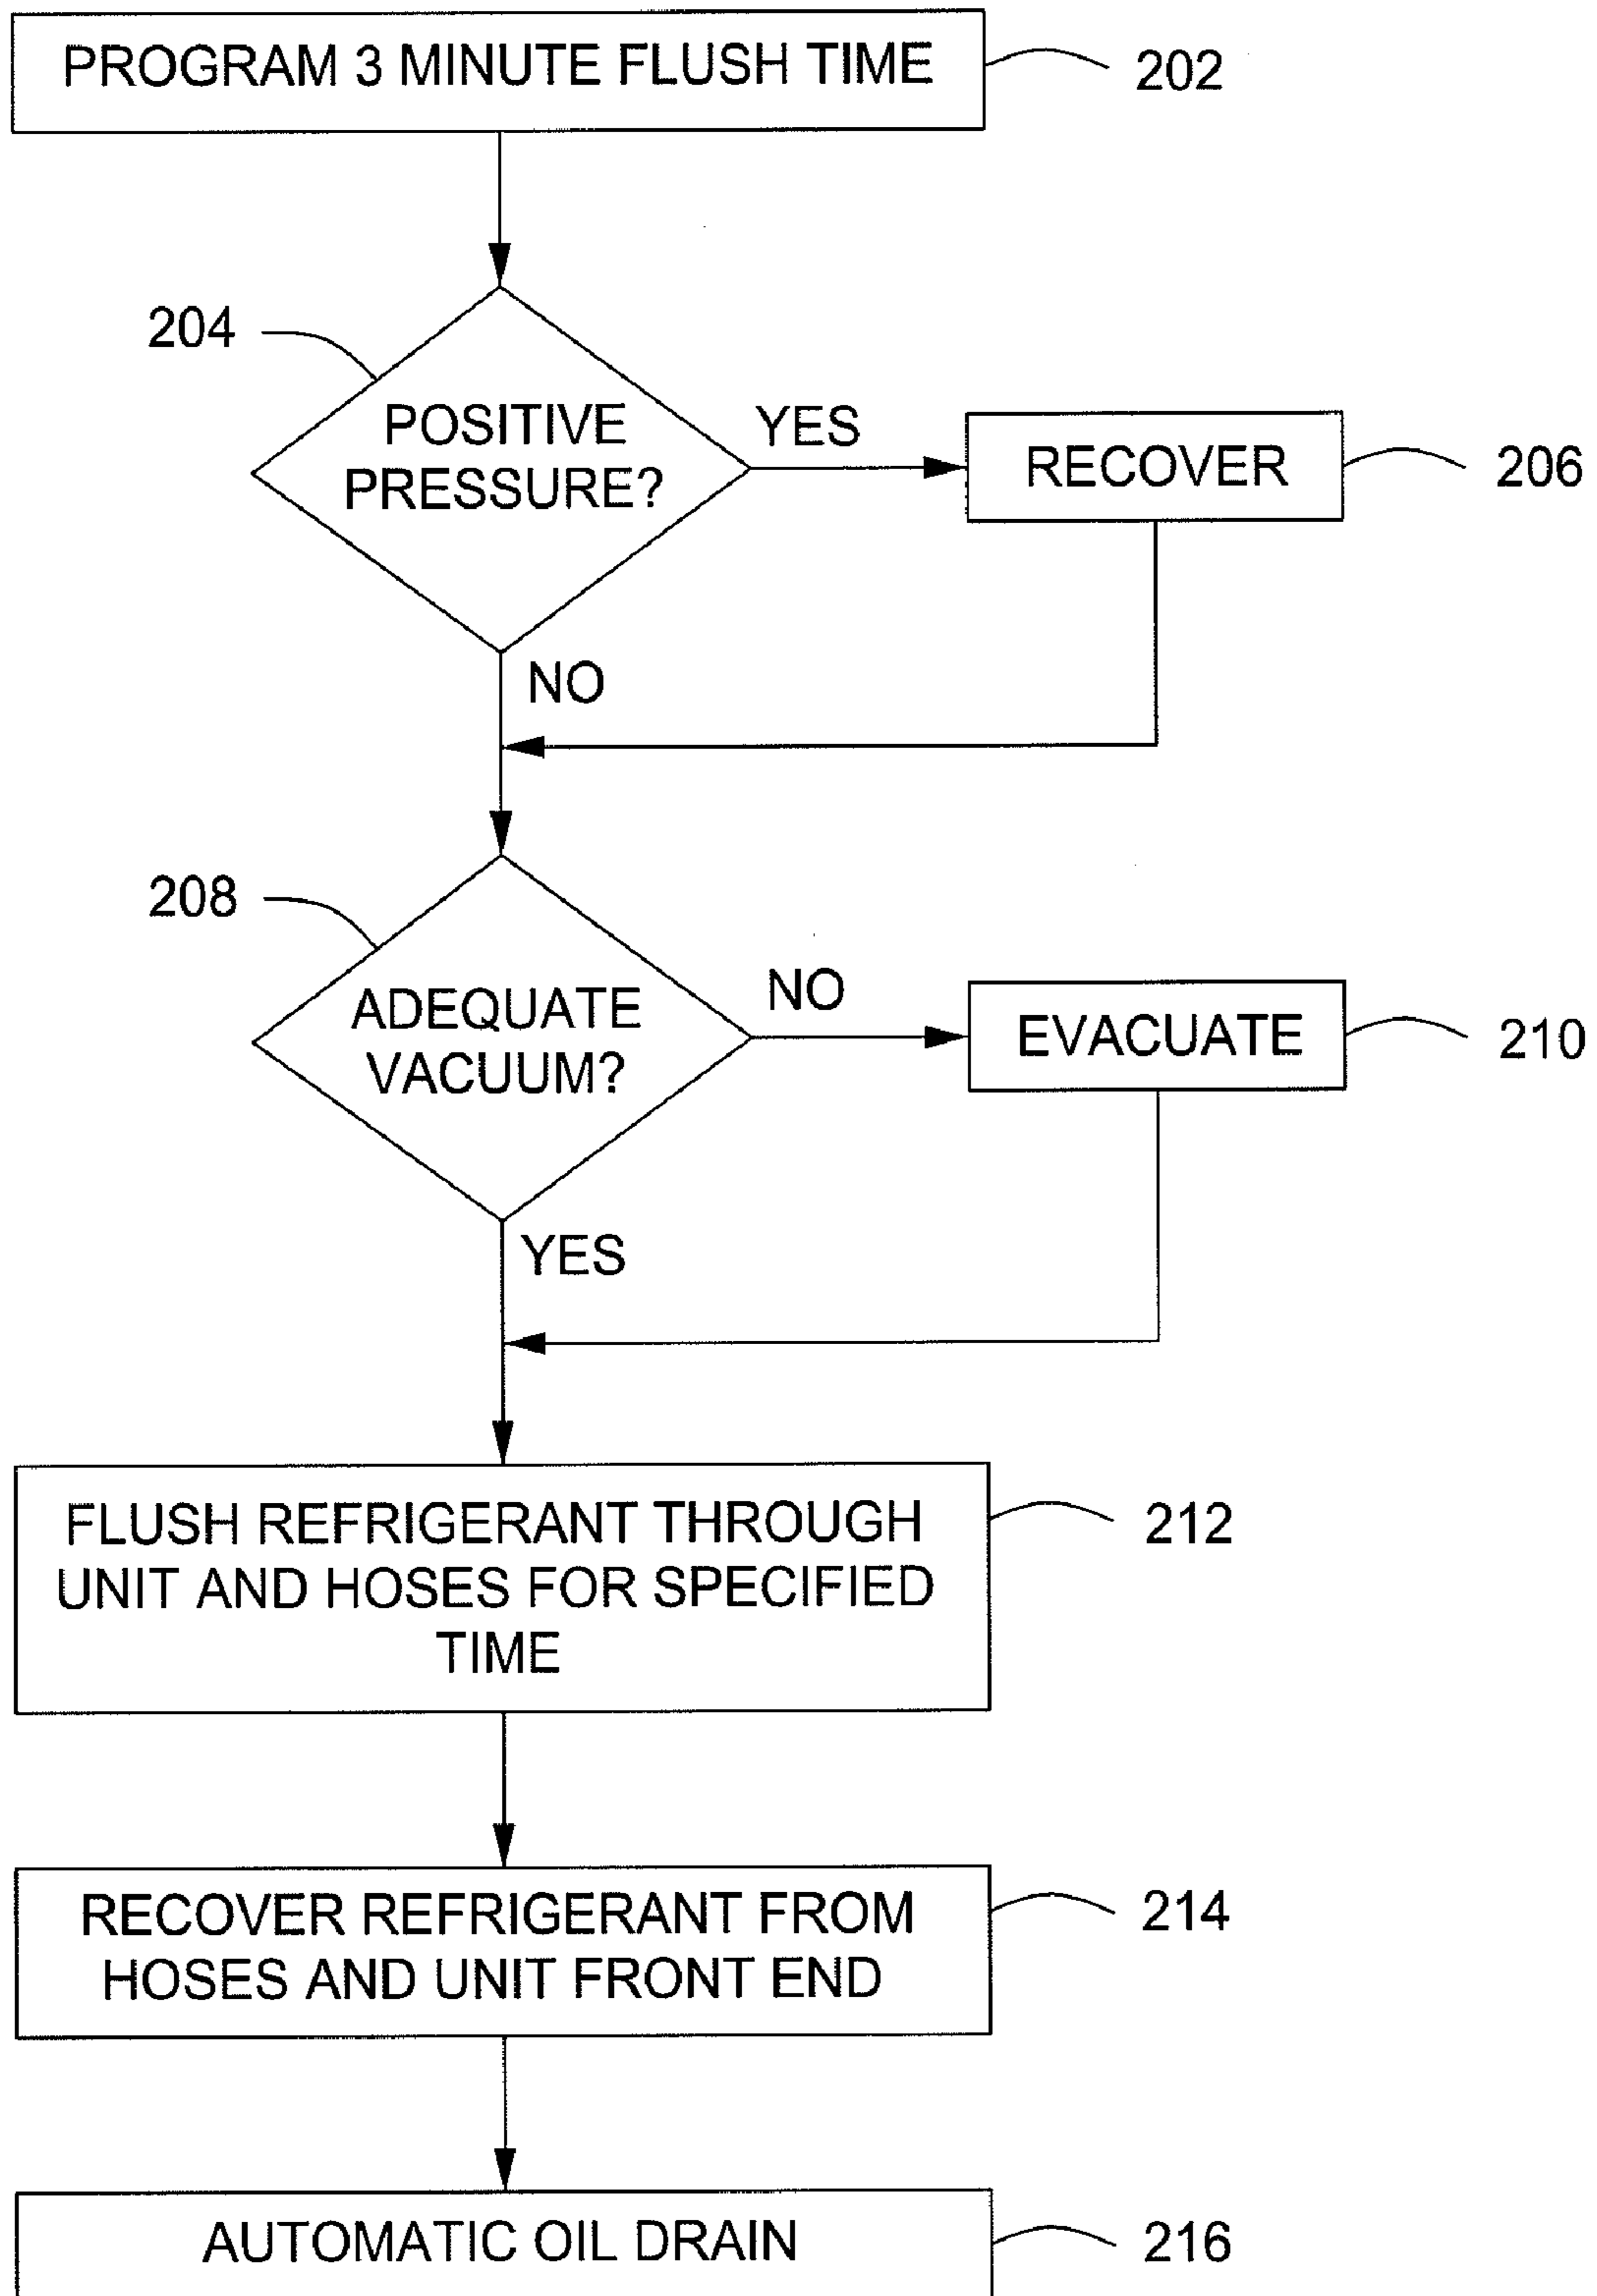 PROGRAM 3 MINUTE FLUSH TIME
202
204
POSITIVE
PRESSURE?
YES
RECOVER
206
NO
208
ADEQUATE
VACUUM?
NO
EVACUATE
210
YES
FLUSH REFRIGERANT THROUGH
UNIT AND HOSES FOR SPECIFIED
TIME
212
RECOVER REFRIGERANT FROM
HOSES AND UNIT FRONT END
214
AUTOMATIC OIL DRAIN
216